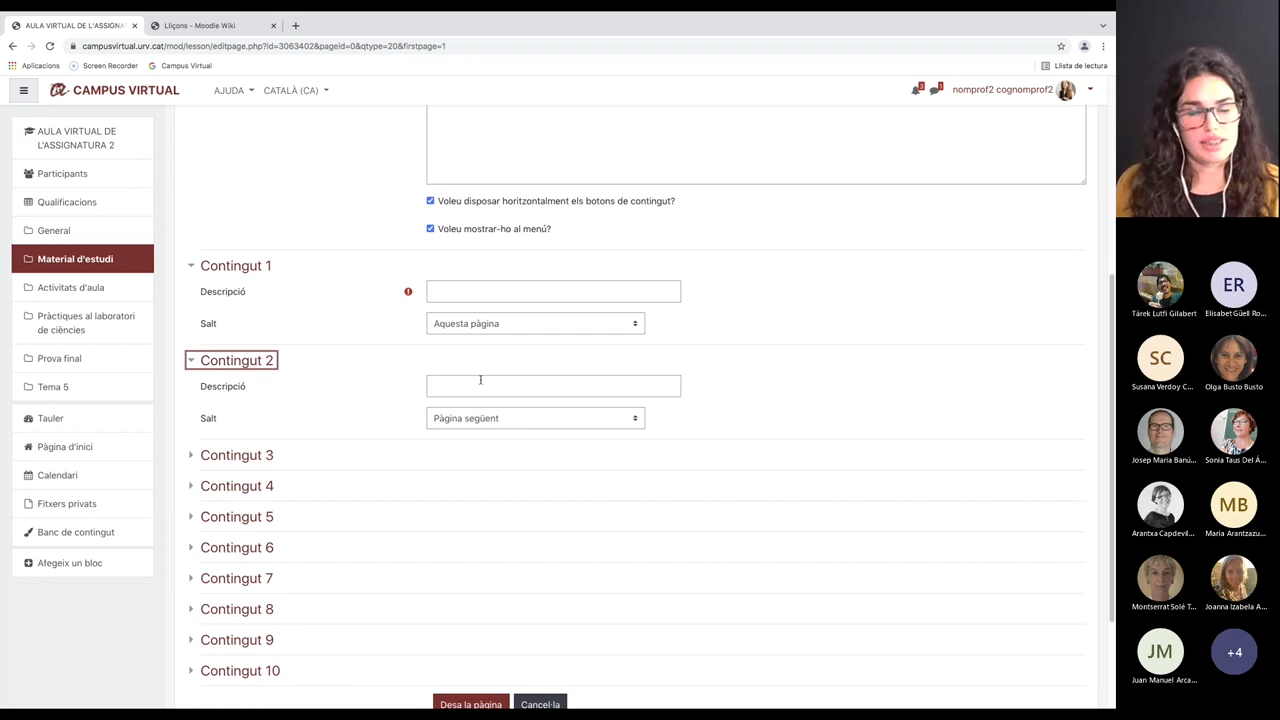 AULA VIRTUAL DE L'ASSIGNAT
Lliçons - Moodle Wiki
campusvirtual.urv.cat/mod/lesson/editpage.php?id=3063402&pageid=0&qtype=20&firstpage=1
Aplicacions
Screen Recorder
Campus Virtual
Llista de lectura
CAMPUS VIRTUAL
AJUDA
CATALÀ (CA)
3
1
nomprof2 cognomprof2
AULA VIRTUAL DE
L'ASSIGNATURA 2
Participants
Qualificacions
General
Material d'estudi
Activitats d'aula
Pràctiques al laboratori
de ciències
Prova final
Tema 5
Tauler
Pàgina d'inici
Calendari
Fitxers privats
Banc de contingut
Afegeix un bloc
Voleu disposar horitzontalment els botons de contingut?
Voleu mostrar-ho al menú?
Contingut 1
Descripció
Salt
Aquesta pàgina
Contingut 2
Descripció
Salt
Pàgina següent
Contingut 3
Contingut 4
Contingut 5
Contingut 6
Contingut 7
Contingut 8
Contingut 9
Contingut 10
Desa la pàgina
Cancel·la
Tàrek Lutfi Gilabert
ER
Elisabet Güell Ro...
SC
Susana Verdoy C...
Olga Busto Busto
Josep Maria Banú...
Sonia Taus Del Á...
Arantxa Capdevil...
MB
Maria Arantzazu...
Montserrat Solé T...
Joanna Izabela A...
JM
Juan Manuel Arca...
+4